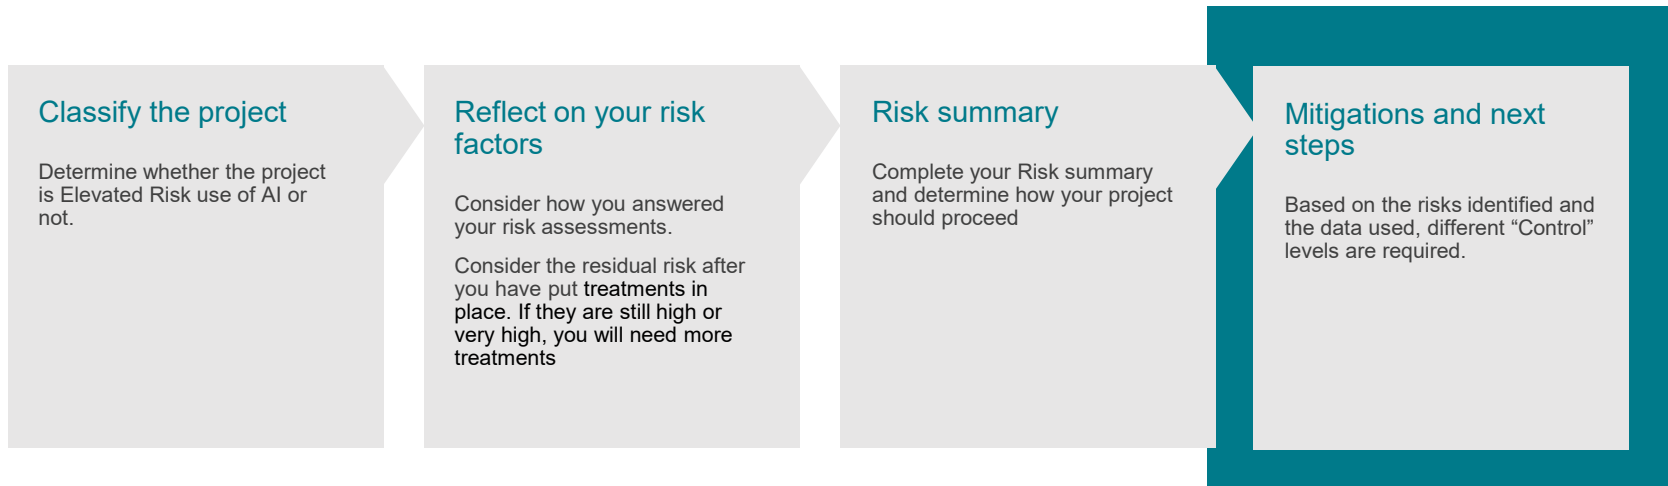 Classify the project
Determine whether the project
is Elevated Risk use of AI or
not.
Reflect on your risk
factors
Consider how you answered
your risk assessments.
Consider the residual risk after
you have put treatments in
place. If they are still high or
very high, you will need more
treatments
Risk summary
Complete your Risk summary
and determine how your project
should proceed
Mitigations and next
steps
Based on the risks identified and
the data used, different “Control”
levels are required.